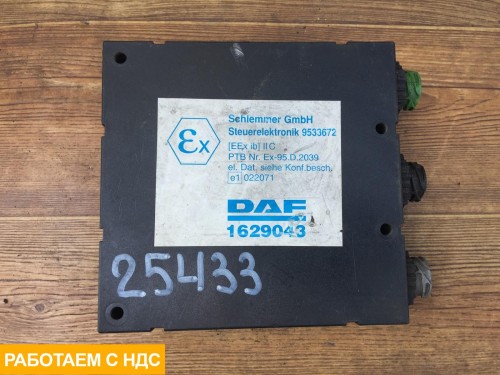 Schlemmer GmbH
Steuerelektronik 9533672
[EEx ib] IIC
PTB Nr. Ex-95.D.2039
el. Dat. siehe Konf.besch.
e1 022071
εx
DAF
1629043
25433
РАБОТАЕМ С НДС